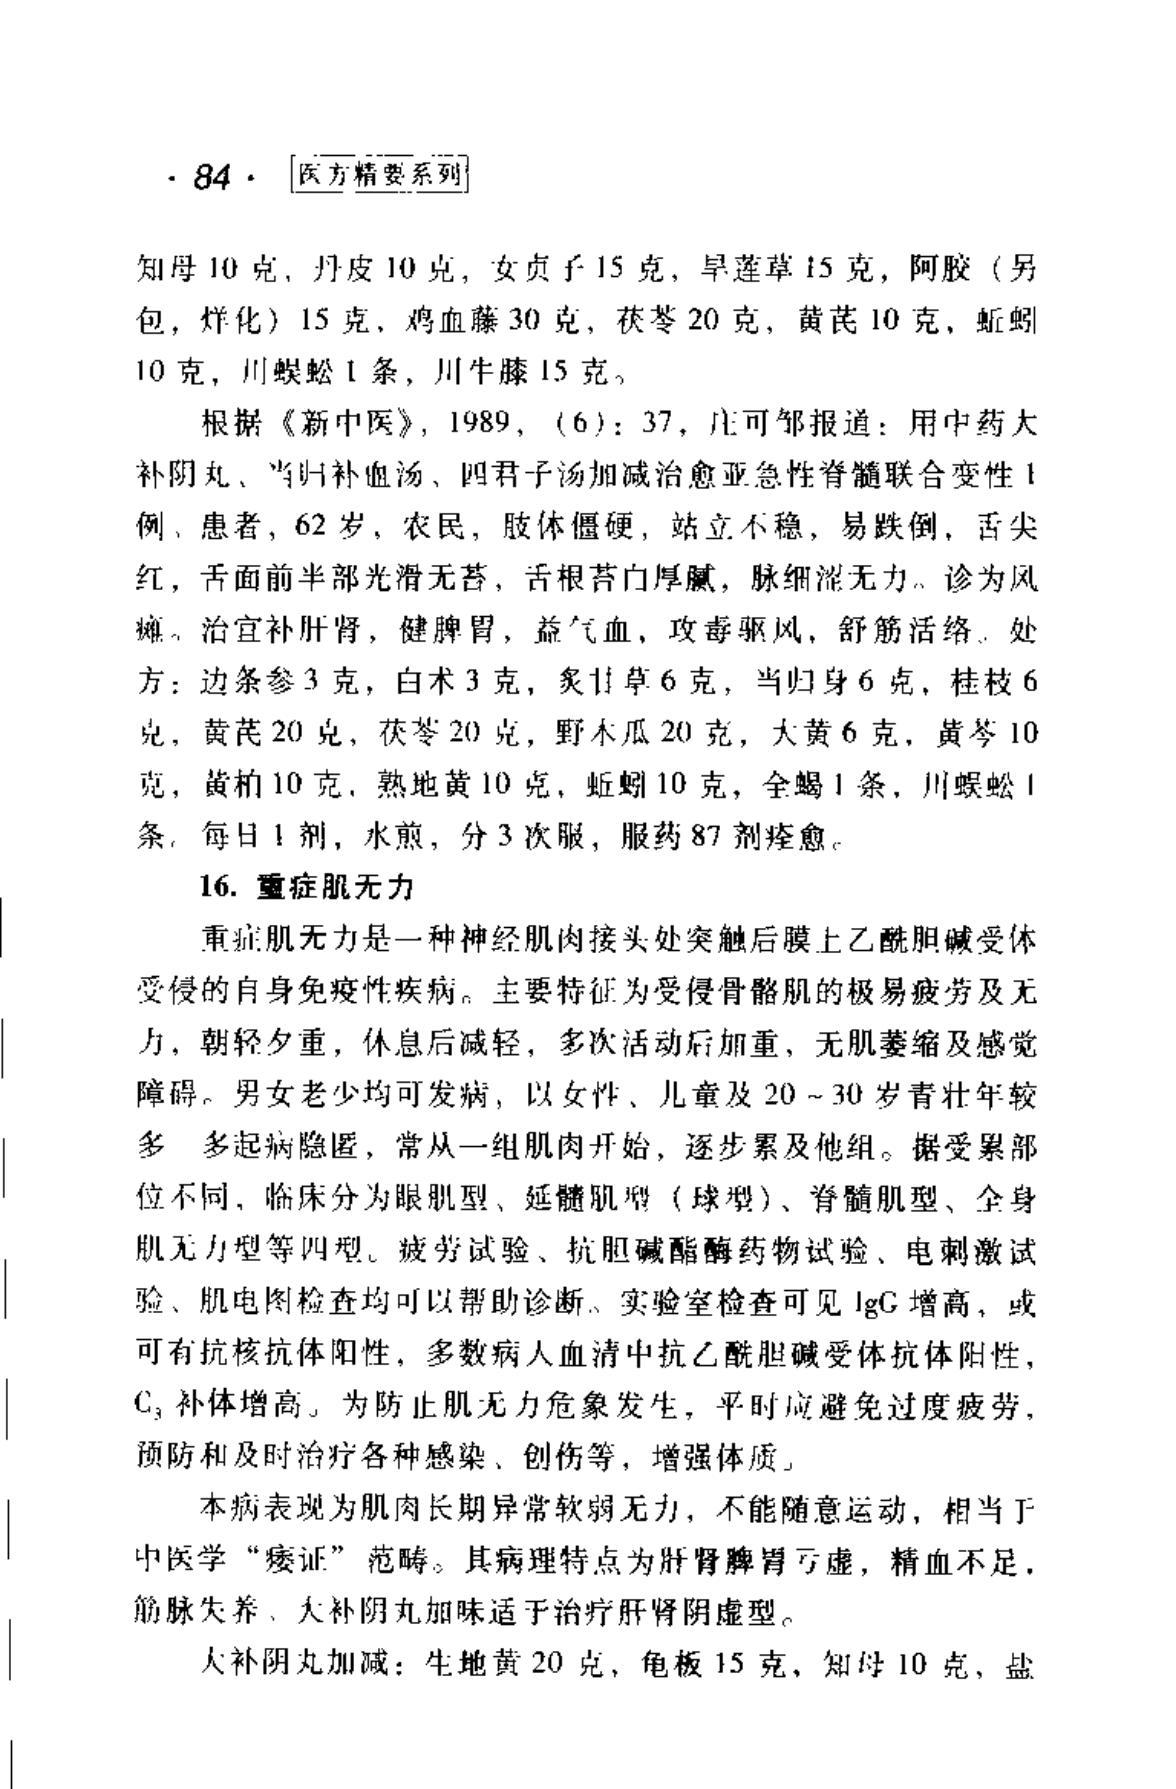 · 84 · 医方精要系列
知母 10 克，丹皮 10 克，女贞子 15 克，旱莲草 15 克，阿胶（另
包，烊化）15 克，鸡血藤 30 克，茯苓 20 克，黄芪 10 克，蚯蚓
10 克，川蜈蚣 1 条，川牛膝 15 克。
根据《新中医》，1989，（6）：37，庄可邹报道：用中药大
补阴丸、当归补血汤、四君子汤加减治愈亚急性脊髓联合变性 1
例。患者，62 岁，农民，肢体僵硬，站立不稳，易跌倒，舌尖
红，舌面前半部光滑无苔，舌根苔白厚腻，脉细涩无力。诊为风
瘫。治宜补肝肾，健脾胃，益气血，攻毒驱风，舒筋活络。处
方：边条参 3 克，白术 3 克，炙甘草 6 克，当归身 6 克，桂枝 6
克，黄芪 20 克，茯苓 20 克，野木瓜 20 克，大黄 6 克，黄芩 10
克，黄柏 10 克，熟地黄 10 克，蚯蚓 10 克，全蝎 1 条，川蜈蚣 1
条。每日 1 剂，水煎，分 3 次服，服药 87 剂痊愈。
16. 重症肌无力
重症肌无力是一种神经肌肉接头处突触后膜上乙酰胆碱受体
受侵的自身免疫性疾病。主要特征为受侵骨骼肌的极易疲劳及无
力，朝轻夕重，休息后减轻，多次活动后加重，无肌萎缩及感觉
障碍。男女老少均可发病，以女性、儿童及 20～30 岁青壮年较
多 多起病隐匿，常从一组肌肉开始，逐步累及他组。据受累部
位不同，临床分为眼肌型、延髓肌型（球型）、脊髓肌型、全身
肌无力型等四型。疲劳试验、抗胆碱酯酶药物试验、电刺激试
验、肌电图检查均可以帮助诊断。实验室检查可见 IgG 增高，或
可有抗核抗体阳性，多数病人血清中抗乙酰胆碱受体抗体阳性，
C₃ 补体增高。为防止肌无力危象发生，平时应避免过度疲劳，
预防和及时治疗各种感染、创伤等，增强体质。
本病表现为肌肉长期异常软弱无力，不能随意运动，相当于
中医学“痿证”范畴。其病理特点为肝肾脾胃亏虚，精血不足，
筋脉失养。大补阴丸加味适于治疗肝肾阴虚型。
大补阴丸加减：生地黄 20 克，龟板 15 克，知母 10 克，盐